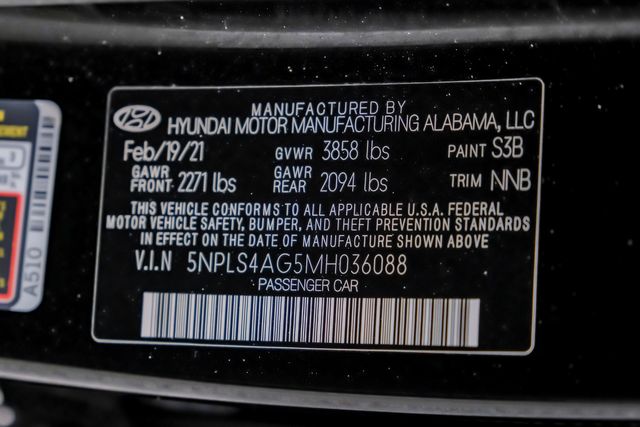 MANUFACTURED BY
HYUNDAI MOTOR MANUFACTURING ALABAMA, LLC
Feb/19/21 GVWR 3858 lbs PAINT S3B
GAWR FRONT 2271 lbs GAWR REAR 2094 lbs TRIM NNB
THIS VEHICLE CONFORMS TO ALL APPLICABLE U.S.A. FEDERAL
MOTOR VEHICLE SAFETY, BUMPER, AND THEFT PREVENTION STANDARDS
IN EFFECT ON THE DATE OF MANUFACTURE SHOWN ABOVE
V.I.N 5NPLS4AG5MH036088
PASSENGER CAR
A510